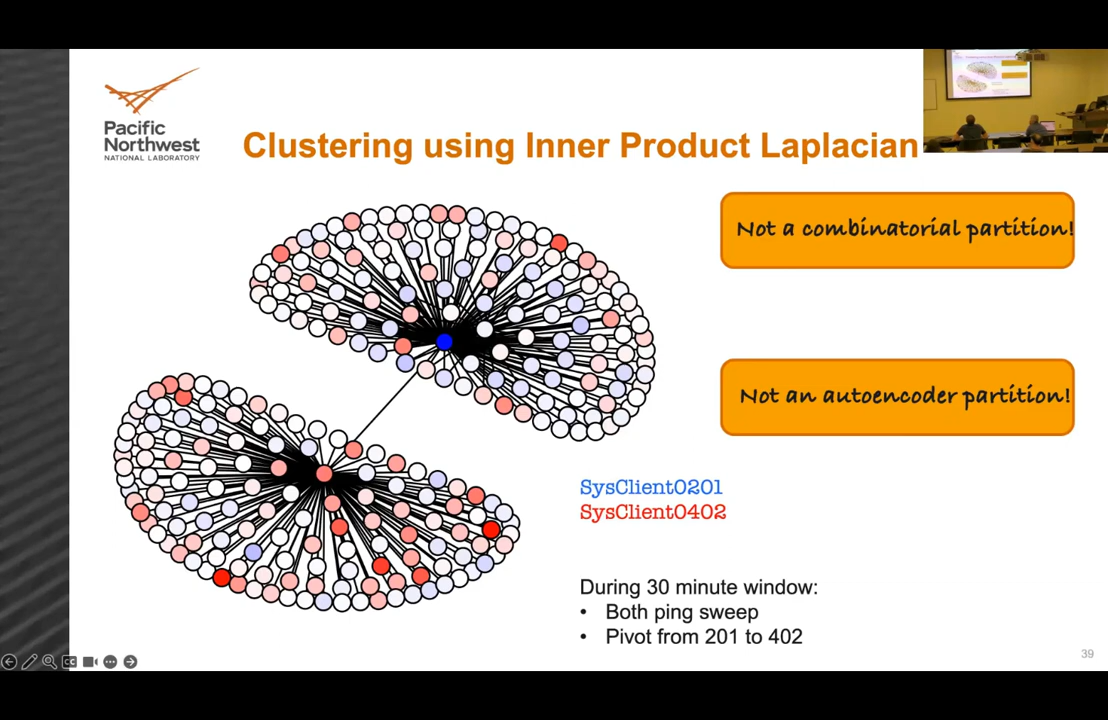 Pacific
Northwest
NATIONAL LABORATORY
Clustering using Inner Product Laplacian
Not a combinatorial partition!
Not an autoencoder partition!
SysClient0201
SysClient0402
During 30 minute window:
• Both ping sweep
• Pivot from 201 to 402
39
CC